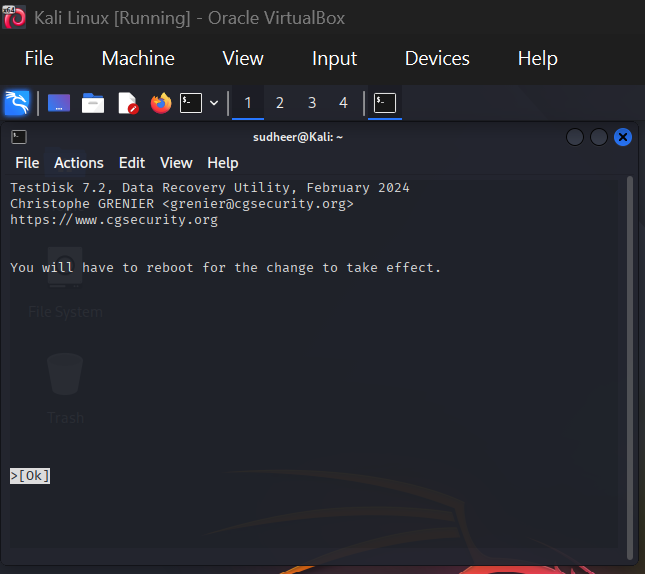 x64
Kali Linux [Running] - Oracle VirtualBox
File Machine View Input Devices Help
1 2 3 4
sudheer@Kali: ~
File Actions Edit View Help
TestDisk 7.2, Data Recovery Utility, February 2024
Christophe GRENIER <grenier@cgsecurity.org>
https://www.cgsecurity.org
You will have to reboot for the change to take effect.
File System
Trash
>[Ok]